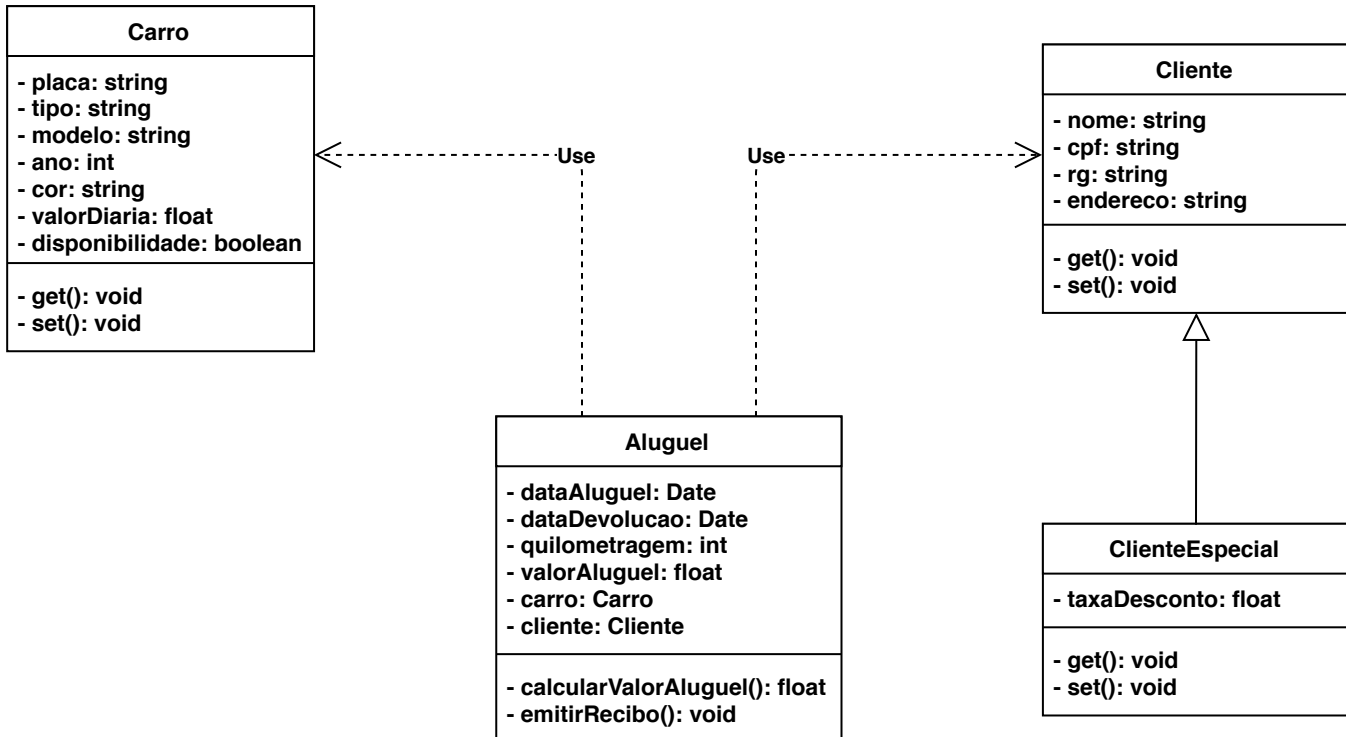 Carro
- placa: string
- tipo: string
- modelo: string
- ano: int
- cor: string
- valorDiaria: float
- disponibilidade: boolean
- get(): void
- set(): void
Use
Use
Cliente
- nome: string
- cpf: string
- rg: string
- endereco: string
- get(): void
- set(): void
Aluguel
- dataAluguel: Date
- dataDevolucao: Date
- quilometragem: int
- valorAluguel: float
- carro: Carro
- cliente: Cliente
- calcularValorAluguel(): float
- emitirRecibo(): void
ClienteEspecial
- taxaDesconto: float
- get(): void
- set(): void